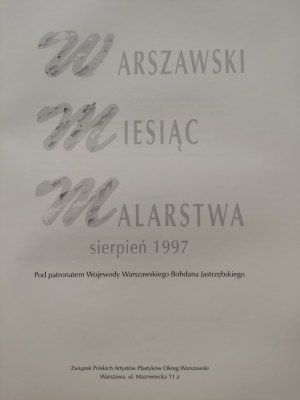 WARSZAWSKI
MIESIĄC
MALARSTWA
sierpień 1997
Pod patronatem Wojewody Warszawskiego Bohdana Jastrzębskiego
Związek Polskich Artystów Plastyków Okręg Warszawski
Warszawa, ul. Mazowiecka 11 a